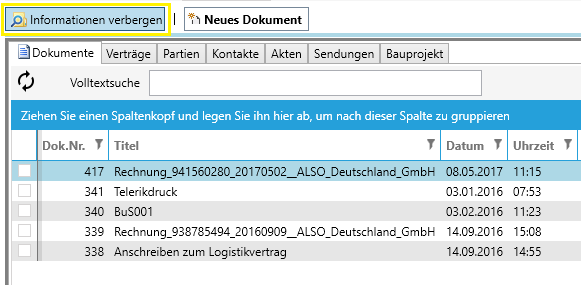 Informationen verbergen | Neues Dokument
Dokumente Verträge Partien Kontakte Akten Sendungen Bauprojekt
Volltextsuche
Ziehen Sie einen Spaltenkopf und legen Sie ihn hier ab, um nach dieser Spalte zu gruppieren
Dok.Nr. Titel Datum Uhrzeit
417 Rechnung_941560280_20170502__ALSO_Deutschland_GmbH 08.05.2017 11:15
341 Telerikdruck 03.01.2016 07:53
340 BuS001 03.02.2016 11:23
339 Rechnung_938785494_20160909__ALSO_Deutschland_GmbH 14.09.2016 15:08
338 Anschreiben zum Logistikvertrag 14.09.2016 14:55